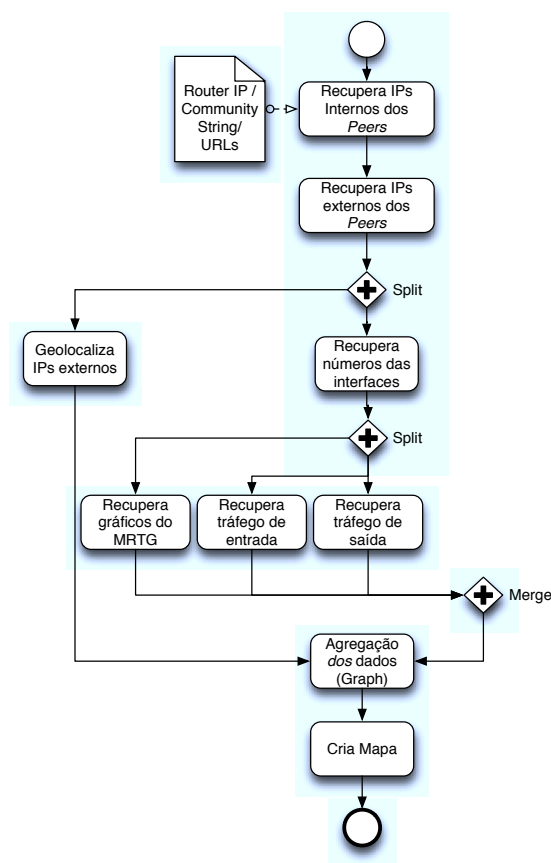 Router IP /
Community
String/
URLs
Recupera IPs
Internos dos
Peers
Recupera IPs
externos dos
Peers
Split
Geolocaliza
IPs externos
Recupera
números das
interfaces
Split
Recupera
gráficos do
MRTG
Recupera
tráfego de
entrada
Recupera
tráfego de
saída
Merge
Agregação
dos dados
(Graph)
Cria Mapa